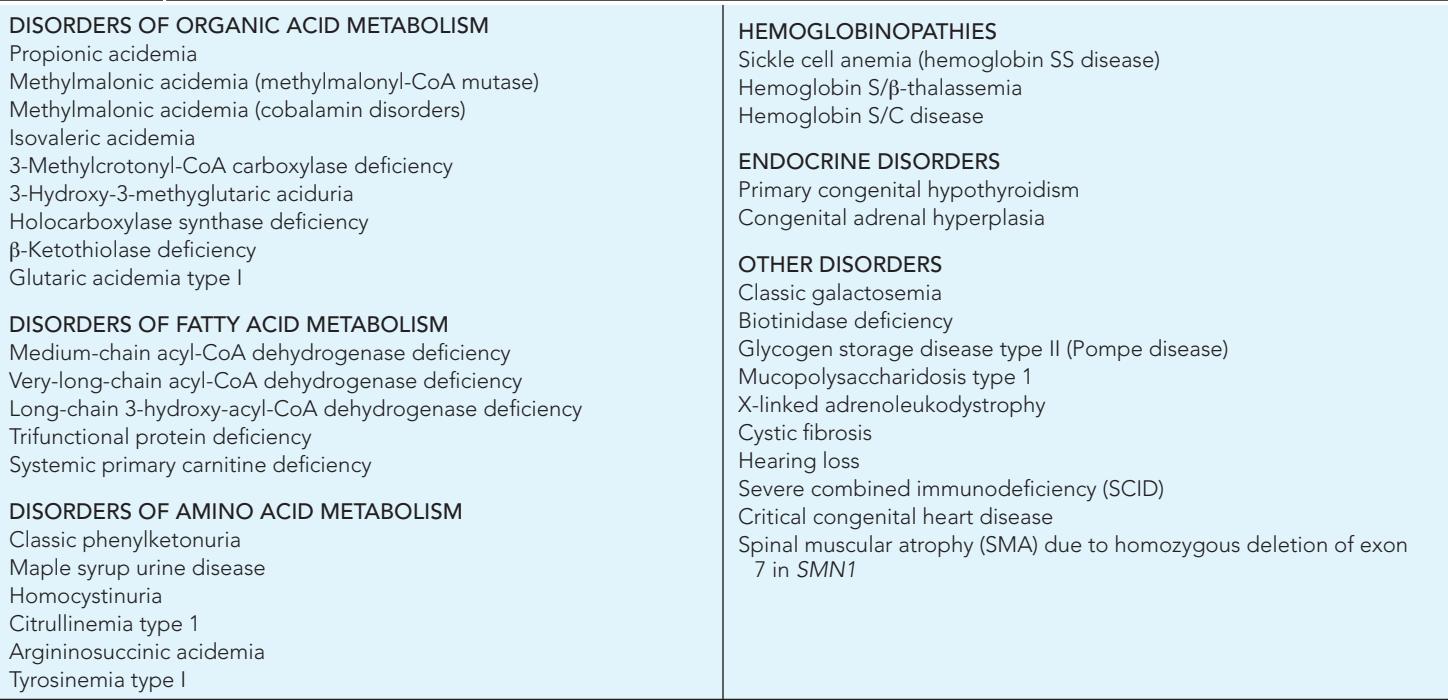 DISORDERS OF ORGANIC ACID METABOLISM
Propionic acidemia
Methylmalonic acidemia (methylmalonyl-CoA mutase)
Methylmalonic acidemia (cobalamin disorders)
Isovaleric acidemia
3-Methylcrotonyl-CoA carboxylase deficiency
3-Hydroxy-3-methyglutaric aciduria
Holocarboxylase synthase deficiency
β-Ketothiolase deficiency
Glutaric acidemia type I
DISORDERS OF FATTY ACID METABOLISM
Medium-chain acyl-CoA dehydrogenase deficiency
Very-long-chain acyl-CoA dehydrogenase deficiency
Long-chain 3-hydroxy-acyl-CoA dehydrogenase deficiency
Trifunctional protein deficiency
Systemic primary carnitine deficiency
DISORDERS OF AMINO ACID METABOLISM
Classic phenylketonuria
Maple syrup urine disease
Homocystinuria
Citrullinemia type 1
Argininosuccinic acidemia
Tyrosinemia type I
HEMOGLOBINOPATHIES
Sickle cell anemia (hemoglobin SS disease)
Hemoglobin S/β-thalassemia
Hemoglobin S/C disease
ENDOCRINE DISORDERS
Primary congenital hypothyroidism
Congenital adrenal hyperplasia
OTHER DISORDERS
Classic galactosemia
Biotinidase deficiency
Glycogen storage disease type II (Pompe disease)
Mucopolysaccharidosis type 1
X-linked adrenoleukodystrophy
Cystic fibrosis
Hearing loss
Severe combined immunodeficiency (SCID)
Critical congenital heart disease
Spinal muscular atrophy (SMA) due to homozygous deletion of exon
7 in SMN1